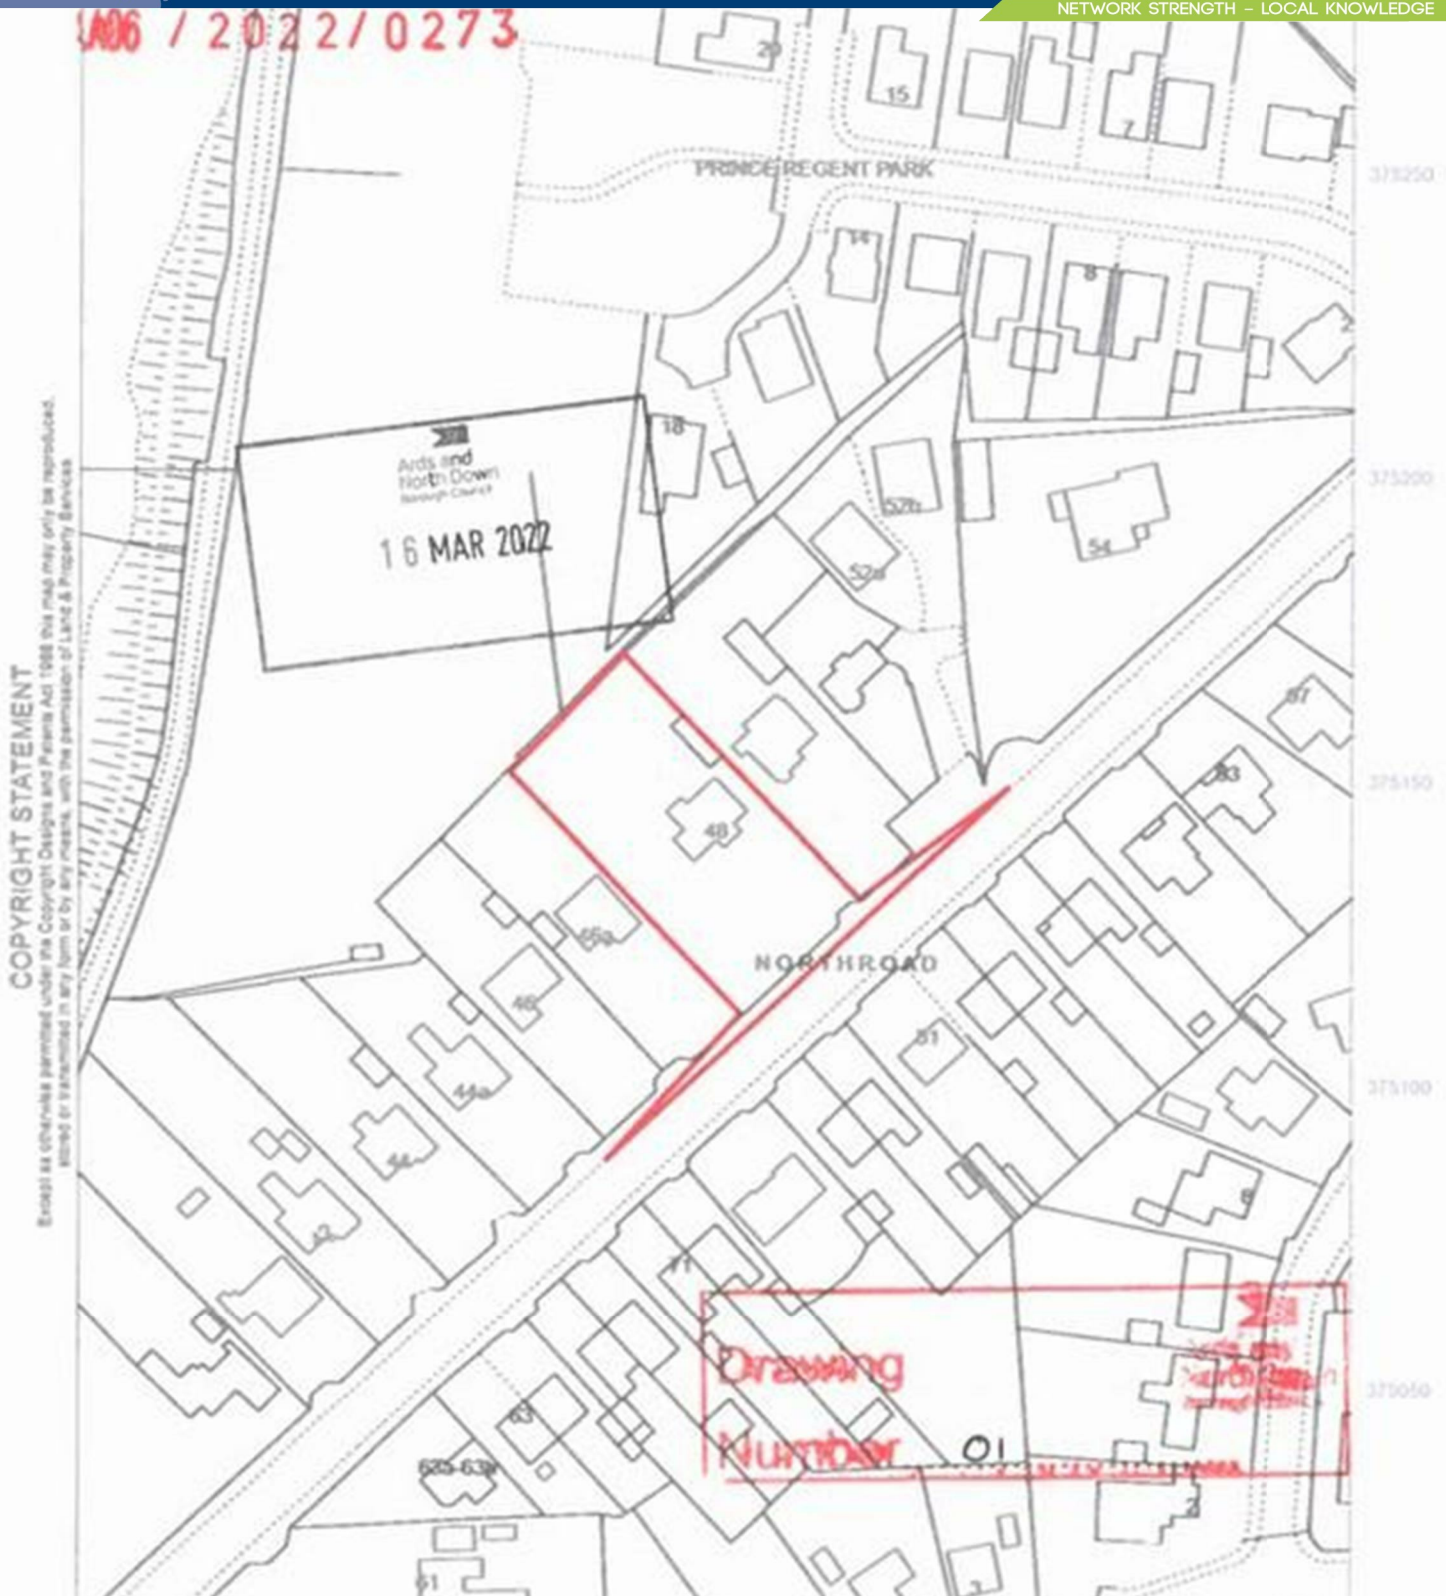 NETWORK STRENGTH – LOCAL KNOWLEDGE
LA06 / 2022/0273
20
15
7
PRINCE REGENT PARK
375250
14
8
2
18
Ards and
North Down
Borough Council
16 MAR 2022
52b
375200
52a
54
COPYRIGHT STATEMENT
Except as otherwise permitted under the Copyright Designs and Patents Act 1988 this map may only be reproduced,
stored or transmitted in any form or by any means, with the permission of Land & Property Services
87
83
375150
48
46a
NORTH ROAD
46
51
44a
375100
44
6
42
71
Drawing
375050
Number 01
63
2
61